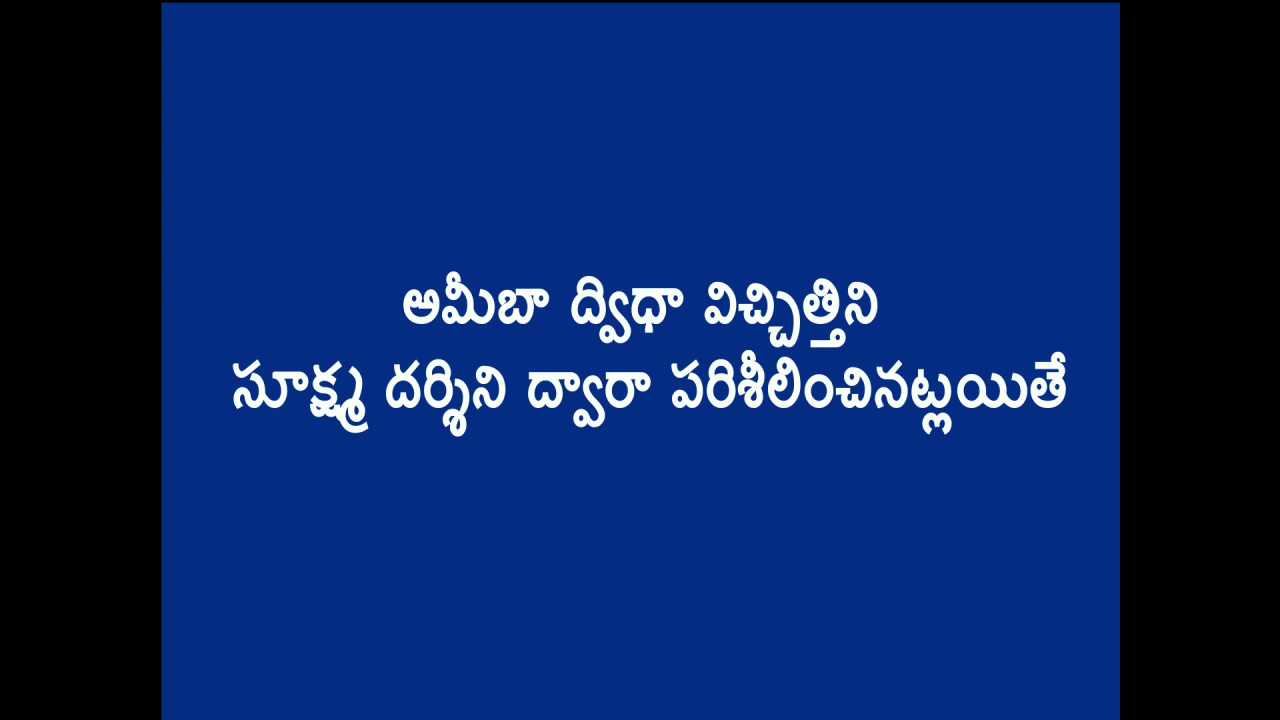 అమీబా ద్విధా విచ్చిత్తిని
సూక్ష్మ దర్శిని ద్వారా పరిశీలించినట్లయితే